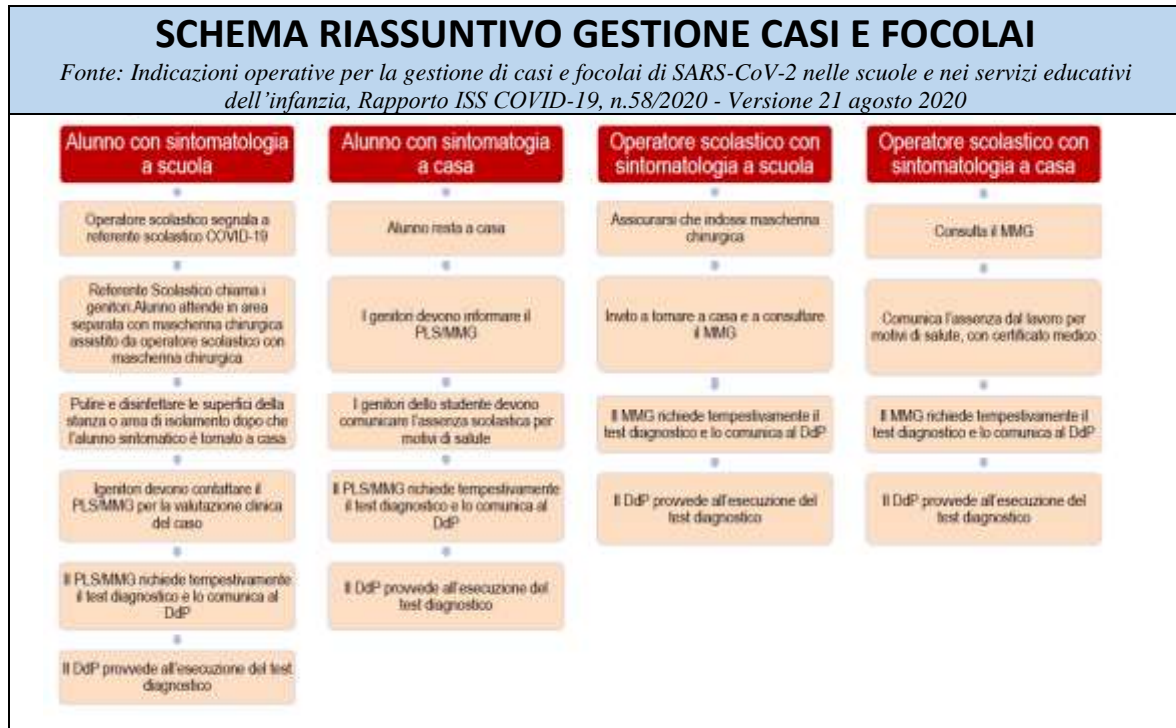 SCHEMA RIASSUNTIVO GESTIONE CASI E FOCOLAI
Fonte: Indicazioni operative per la gestione di casi e focolai di SARS-CoV-2 nelle scuole e nei servizi educativi
dell'infanzia, Rapporto ISS COVID-19, n.58/2020 - Versione 21 agosto 2020
Alunno con sintomatologia
a scuola
Operatore scolastico segnala a
referente scolastico COVID-19
Referente Scolastico chiama i
genitori.Alunno attende in area
separata con mascherina chirurgica
assistito da operatore scolastico con
mascherina chirurgica
Pulire e disinfettare le superfici della
stanza o area di isolamento dopo che
l'alunno sintomatico è tornato a casa
Igenitori devono contattare il
PLS/MMG per la valutazione clinica
del caso
Il PLS/MMG richiede tempestivamente
il test diagnostico e lo comunica al
DdP
Il DdP provvede all'esecuzione del test
diagnostico
Alunno con sintomatogia
a casa
Alunno resta a casa
I genitori devono informare il
PLS/MMG
I genitori dello studente devono
comunicare l'assenza scolastica per
motivi di salute
Il PLS/MMG richiede tempestivamente
il test diagnostico e lo comunica al
DdP
Il DdP provvede all'esecuzione del
test diagnostico
Operatore scolastico con
sintomatologia a scuola
Assicurarsi che indossi mascherina
chirurgica
Invito a tornare a casa e a consultare
il MMG
Il MMG richiede tempestivamente il
test diagnostico e lo comunica al DdP
Il DdP provvede all'esecuzione del
test diagnostico
Operatore scolastico con
sintomatologia a casa
Consulta il MMG
Comunica l'assenza dal lavoro per
motivi di salute, con certificato medico
Il MMG richiede tempestivamente il
test diagnostico e lo comunica al DdP
Il DdP provvede all'esecuzione del
test diagnostico